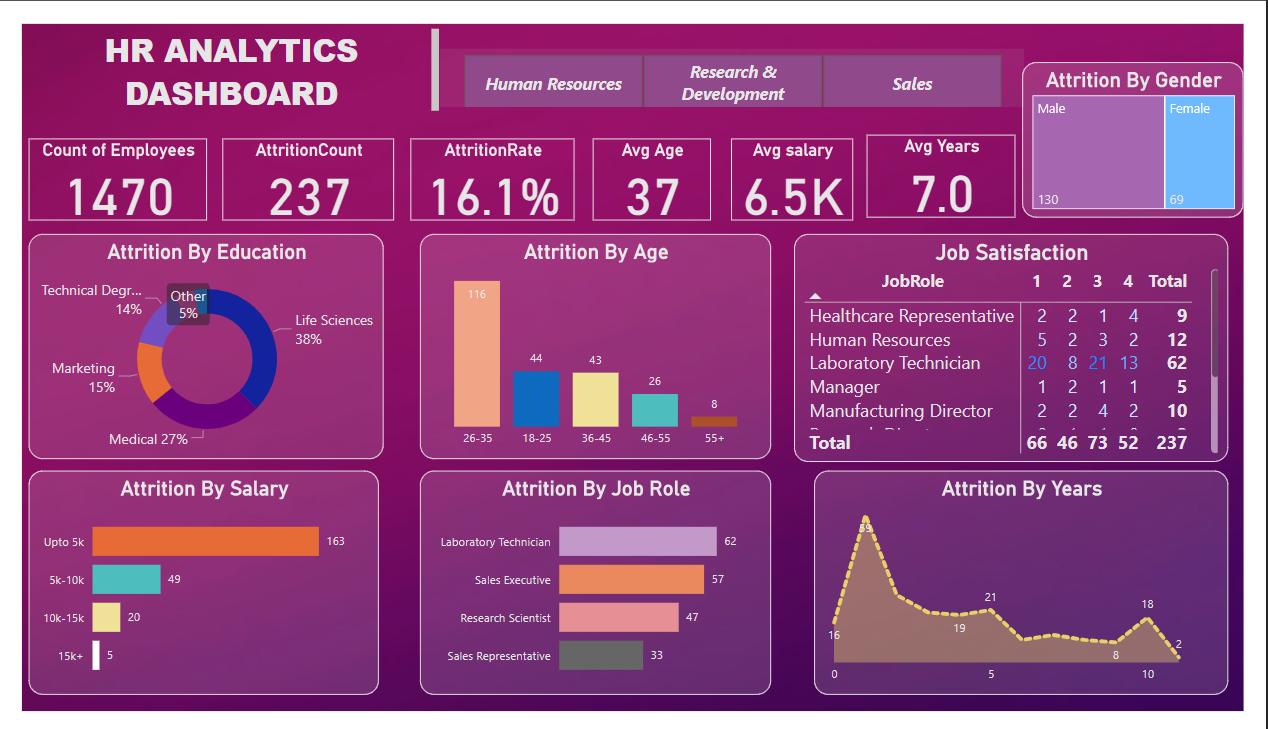 HR ANALYTICS
DASHBOARD
Human Resources
Research &
Development
Sales
Attrition By Gender
Male
Female
130
69
Count of Employees
1470
AttritionCount
237
AttritionRate
16.1%
Avg Age
37
Avg salary
6.5K
Avg Years
7.0
Attrition By Education
Technical Degr...
14%
Other
5%
Life Sciences
38%
Marketing
15%
Medical 27%
Attrition By Age
116
44
43
26
8
26-35 18-25 36-45 46-55 55+
Job Satisfaction
JobRole 1 2 3 4 Total
Healthcare Representative 2 2 1 4 9
Human Resources 5 2 3 2 12
Laboratory Technician 20 8 21 13 62
Manager 1 2 1 1 5
Manufacturing Director 2 2 4 2 10
Total 66 46 73 52 237
Attrition By Salary
Upto 5k 163
5k-10k 49
10k-15k 20
15k+ 5
Attrition By Job Role
Laboratory Technician 62
Sales Executive 57
Research Scientist 47
Sales Representative 33
Attrition By Years
59
16
19
21
8
18
2
0 5 10